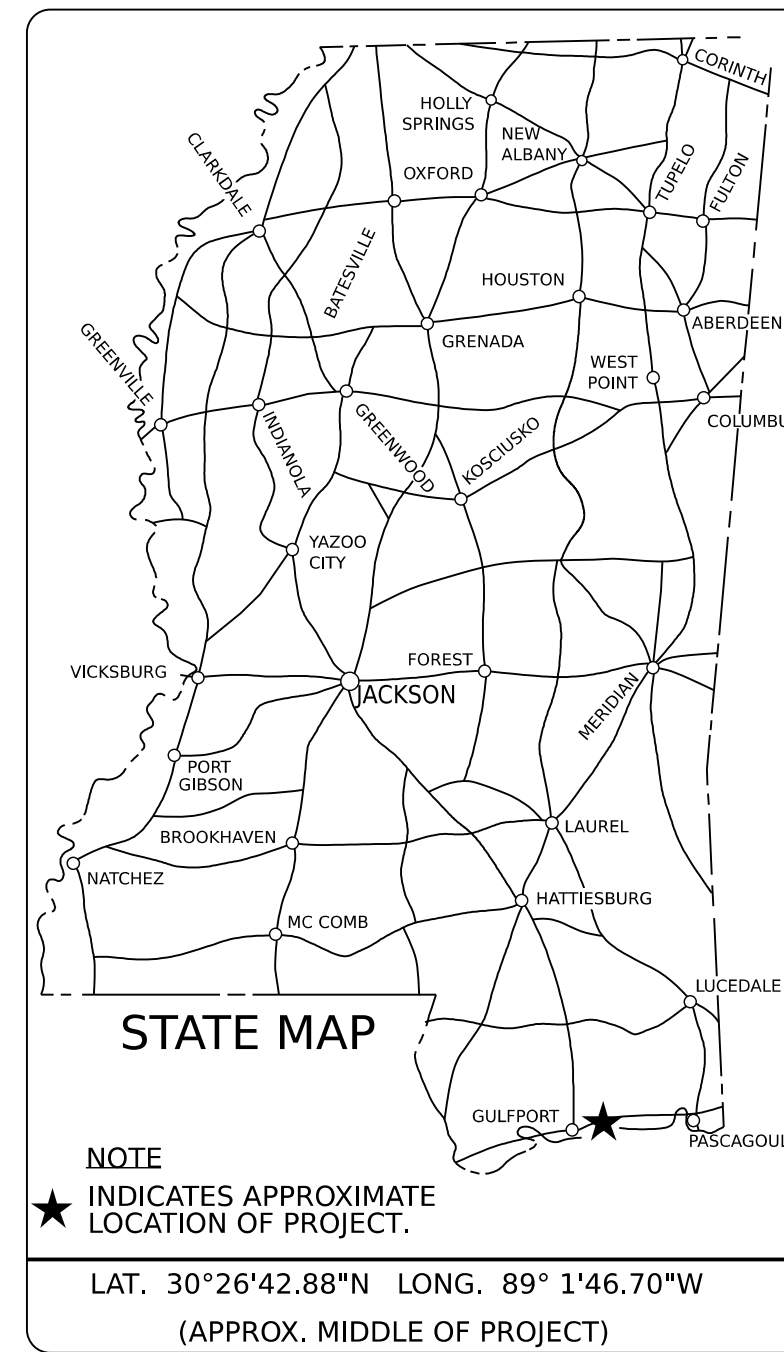 CORINTH
HOLLY
SPRINGS
NEW
ALBANY
CLARKDALE
OXFORD
TUPELO
FULTON
BATESVILLE
HOUSTON
ABERDEEN
GREENVILLE
GRENADA
WEST
POINT
COLUMBU
INDIANOLA
GREENWOOD
KOSCIUSKO
YAZOO
CITY
VICKSBURG
FOREST
JACKSON
MERIDIAN
PORT
GIBSON
BROOKHAVEN
LAUREL
NATCHEZ
HATTIESBURG
MC COMB
LUCEDALE
STATE MAP
GULFPORT
PASCAGOUL
NOTE
INDICATES APPROXIMATE
LOCATION OF PROJECT.
LAT. 30°26'42.88"N LONG. 89° 1'46.70"W
(APPROX. MIDDLE OF PROJECT)